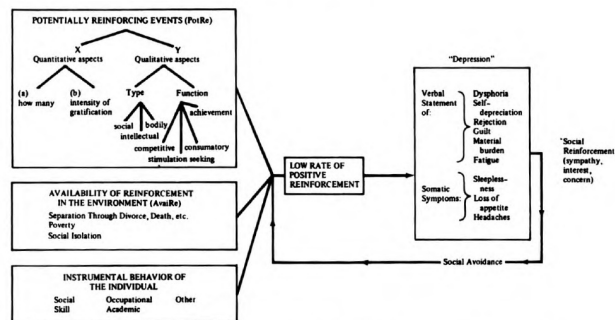 POTENTIALLY REINFORCING EVENTS (PotRe)
X Y
Quantitative aspects Qualitative aspects
(a) (b)
how many intensity of
gratification
Type Function
achievement
social bodily
intellectual
competitive consumatory
stimulation seeking
AVAILABILITY OF REINFORCEMENT
IN THE ENVIRONMENT (AvaiRe)
Separation Through Divorce, Death, etc.
Poverty
Social Isolation
INSTRUMENTAL BEHAVIOR OF
THE INDIVIDUAL
Social Occupational Other
Skill Academic
LOW RATE OF
POSITIVE
REINFORCEMENT
"Depression"
Verbal
Statement
of:
Dysphoria
Self-
depreciation
Rejection
Guilt
Material
burden
Fatigue
Somatic
Symptoms:
Sleepless-
ness
Loss of
appetite
Headaches
Social
Reinforcement
(sympathy,
interest,
concern)
Social Avoidance